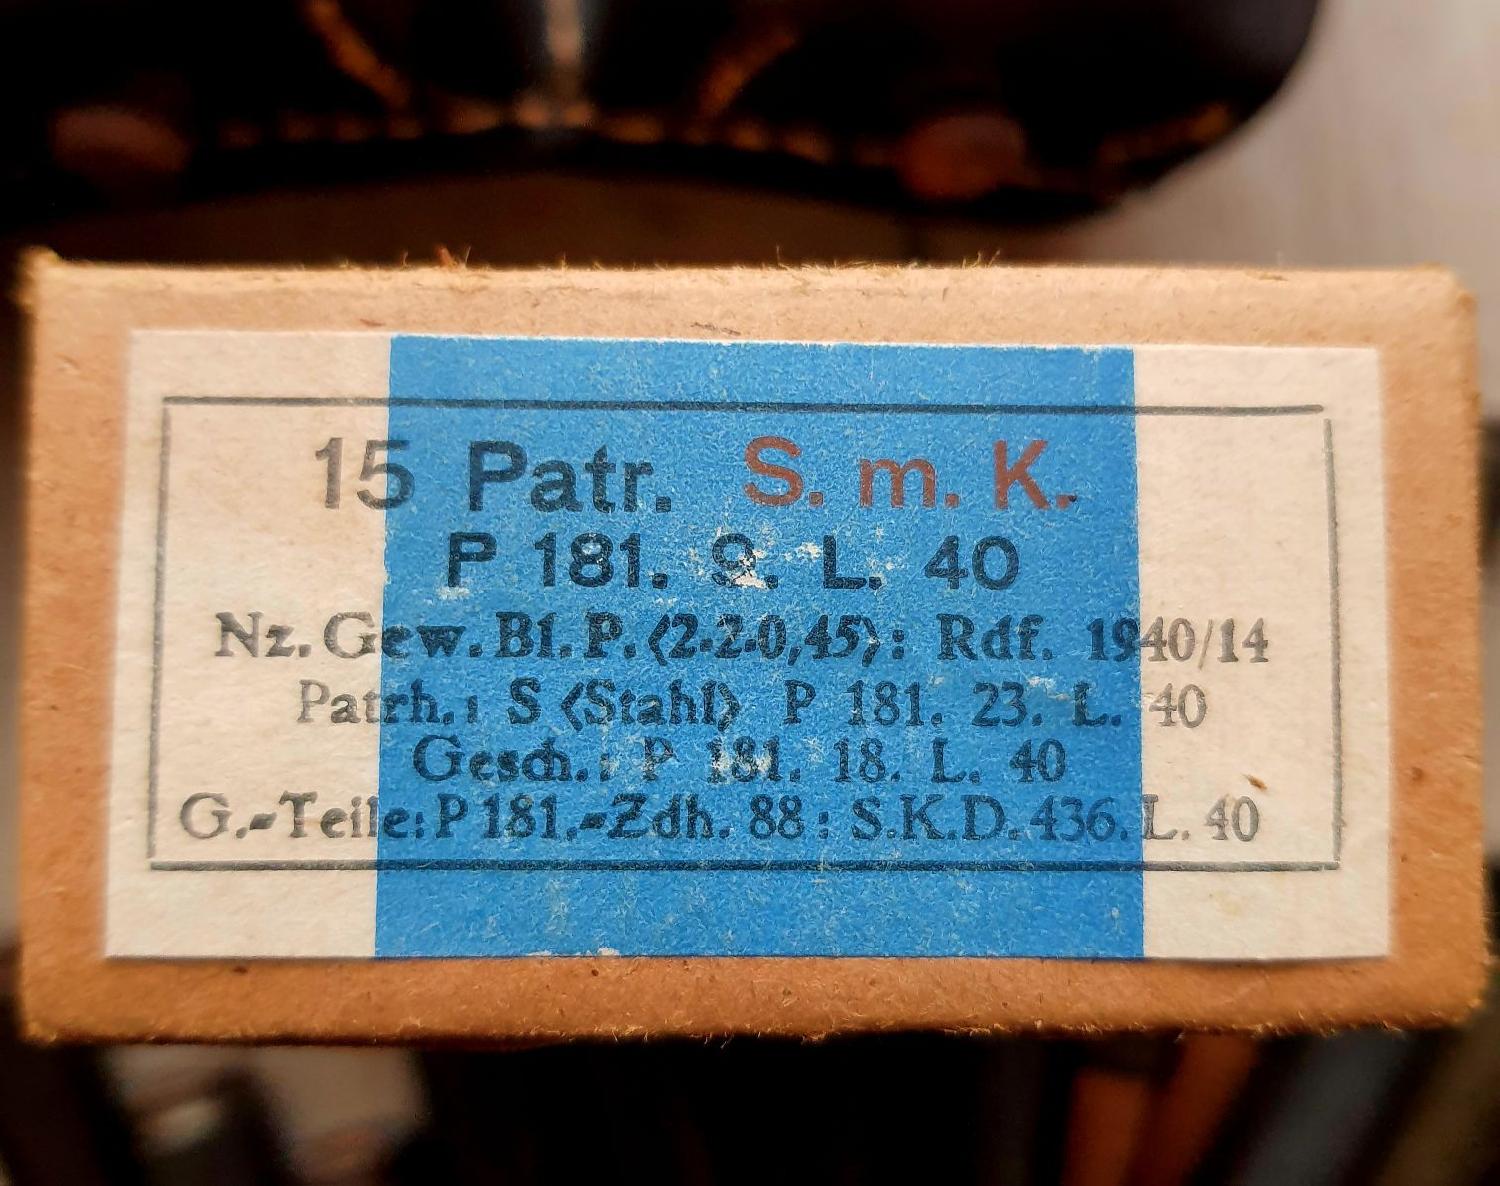 15 Patr. S. m. K.
P 181. 9. L. 40
Nz. Gew. Bl. P. (2·2·0,45): Rdf. 1940/14
Patrh.: S (Stahl) P 181. 23. L. 40
Gesch.: P 181. 18. L. 40
G.-Teile: P 181.-Zdh. 88: S.K.D. 436. L. 40